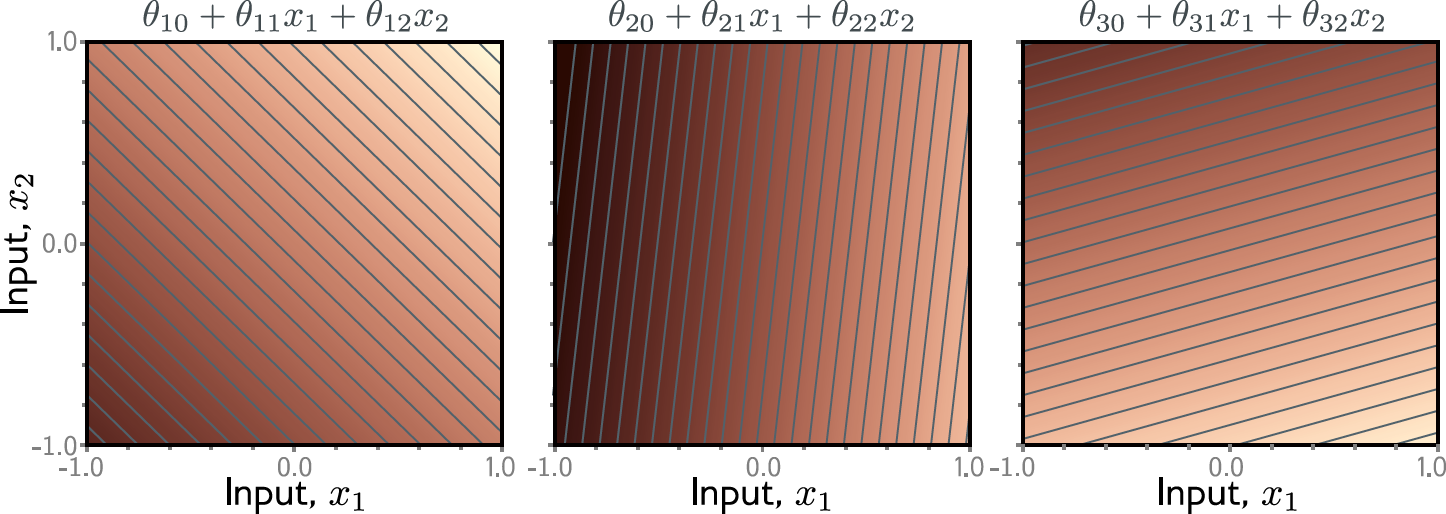 θ₁₀ + θ₁₁x₁ + θ₁₂x₂
θ₂₀ + θ₂₁x₁ + θ₂₂x₂
θ₃₀ + θ₃₁x₁ + θ₃₂x₂
1.0
0.0
-1.0
Input, x₂
-1.0 0.0 1.0
-1.0 0.0 1.0
-1.0 0.0 1.0
Input, x₁
Input, x₁
Input, x₁